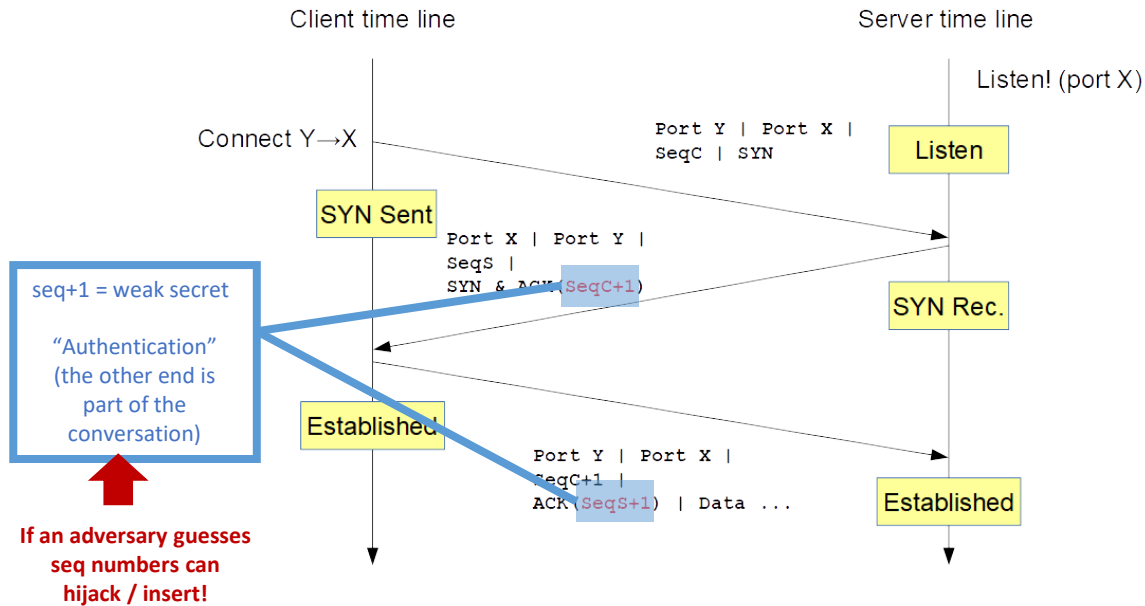 Client time line
Server time line
Listen! (port X)
Connect Y→X
Port Y | Port X |
SeqC | SYN
Listen
SYN Sent
Port X | Port Y |
SeqS |
SYN & ACK(SeqC+1)
SYN Rec.
seq+1 = weak secret
“Authentication”
(the other end is
part of the
conversation)
Established
Port Y | Port X |
SeqC+1 |
ACK(SeqS+1) | Data ...
Established
If an adversary guesses
seq numbers can
hijack / insert!